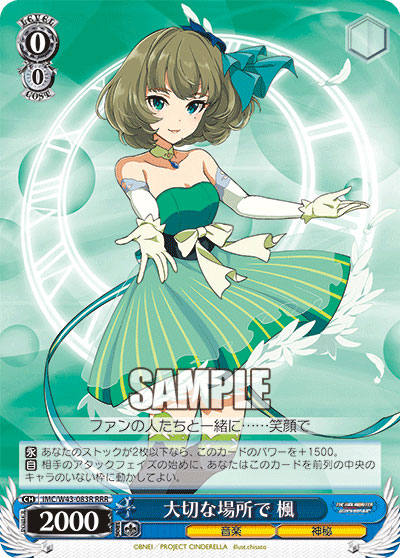 LEVEL
0
0
COST
SAMPLE
ファンの人たちと一緒に……笑顔で
永 あなたのストックが2枚以下なら、このカードのパワーを+1500。
自 相手のアタックフェイズの始めに、あなたはこのカードを前列の中央の
キャラのいない枠に動かしてよい。
CH IMC/W43-083R RRR
2000 大切な場所で 楓
音楽 神秘
©BNEI / PROJECT CINDERELLA illust.chisato